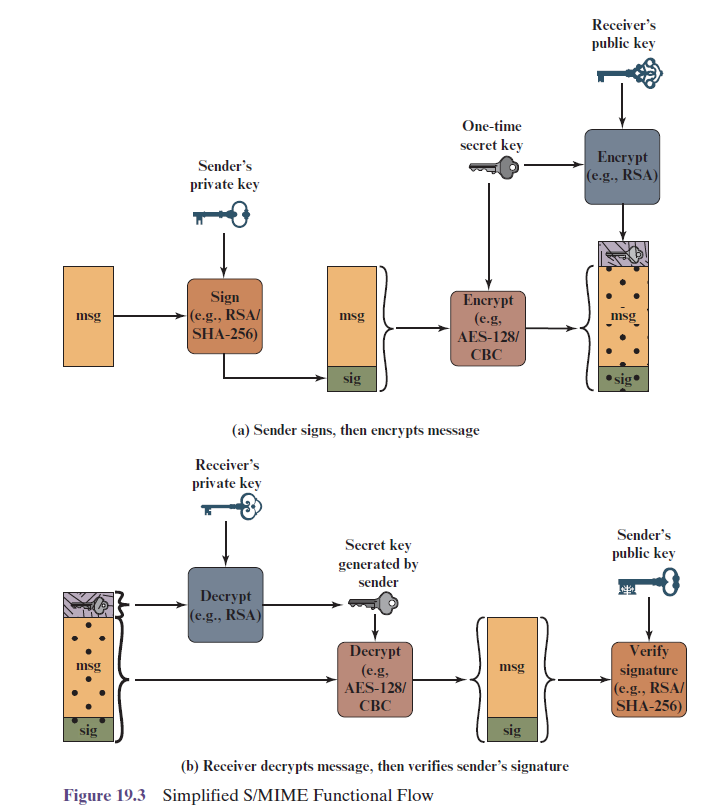 Receiver's
public key
One-time
secret key
Encrypt
(e.g., RSA)
Sender's
private key
msg
Sign
(e.g., RSA/
SHA-256)
msg
sig
Encrypt
(e.g,
AES-128/
CBC
msg
sig
(a) Sender signs, then encrypts message
Receiver's
private key
Decrypt
(e.g., RSA)
Secret key
generated by
sender
Sender's
public key
msg
sig
Decrypt
(e.g,
AES-128/
CBC
msg
sig
Verify
signature
(e.g., RSA/
SHA-256)
(b) Receiver decrypts message, then verifies sender's signature
Figure 19.3 Simplified S/MIME Functional Flow